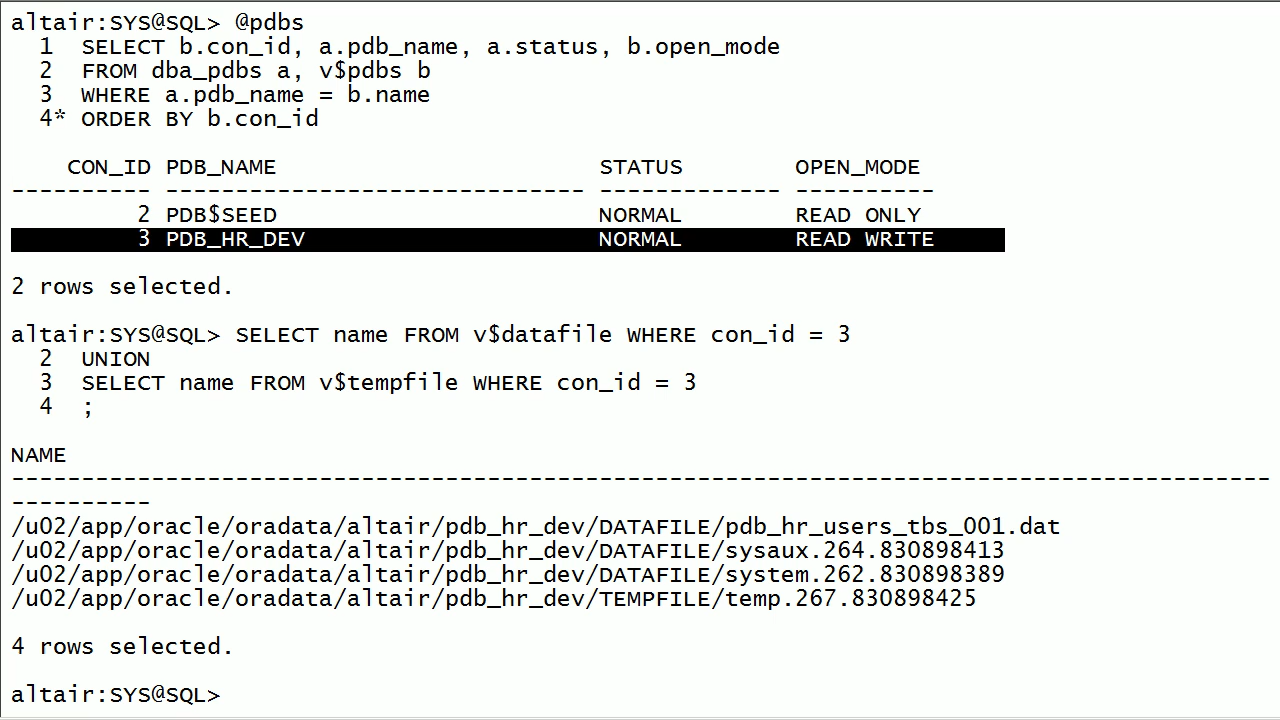 altair:SYS@SQL> @pdbs
  1  SELECT b.con_id, a.pdb_name, a.status, b.open_mode
  2  FROM dba_pdbs a, v$pdbs b
  3  WHERE a.pdb_name = b.name
  4* ORDER BY b.con_id
    CON_ID PDB_NAME                       STATUS        OPEN_MODE
---------- ------------------------------ ------------- ----------
         2 PDB$SEED                       NORMAL        READ ONLY
         3 PDB_HR_DEV                     NORMAL        READ WRITE
2 rows selected.
altair:SYS@SQL> SELECT name FROM v$datafile WHERE con_id = 3
  2  UNION
  3  SELECT name FROM v$tempfile WHERE con_id = 3
  4  ;
NAME
------------------------------------------------------------------------------------------
----------
/u02/app/oracle/oradata/altair/pdb_hr_dev/DATAFILE/pdb_hr_users_tbs_001.dat
/u02/app/oracle/oradata/altair/pdb_hr_dev/DATAFILE/sysaux.264.830898413
/u02/app/oracle/oradata/altair/pdb_hr_dev/DATAFILE/system.262.830898389
/u02/app/oracle/oradata/altair/pdb_hr_dev/TEMPFILE/temp.267.830898425
4 rows selected.
altair:SYS@SQL>